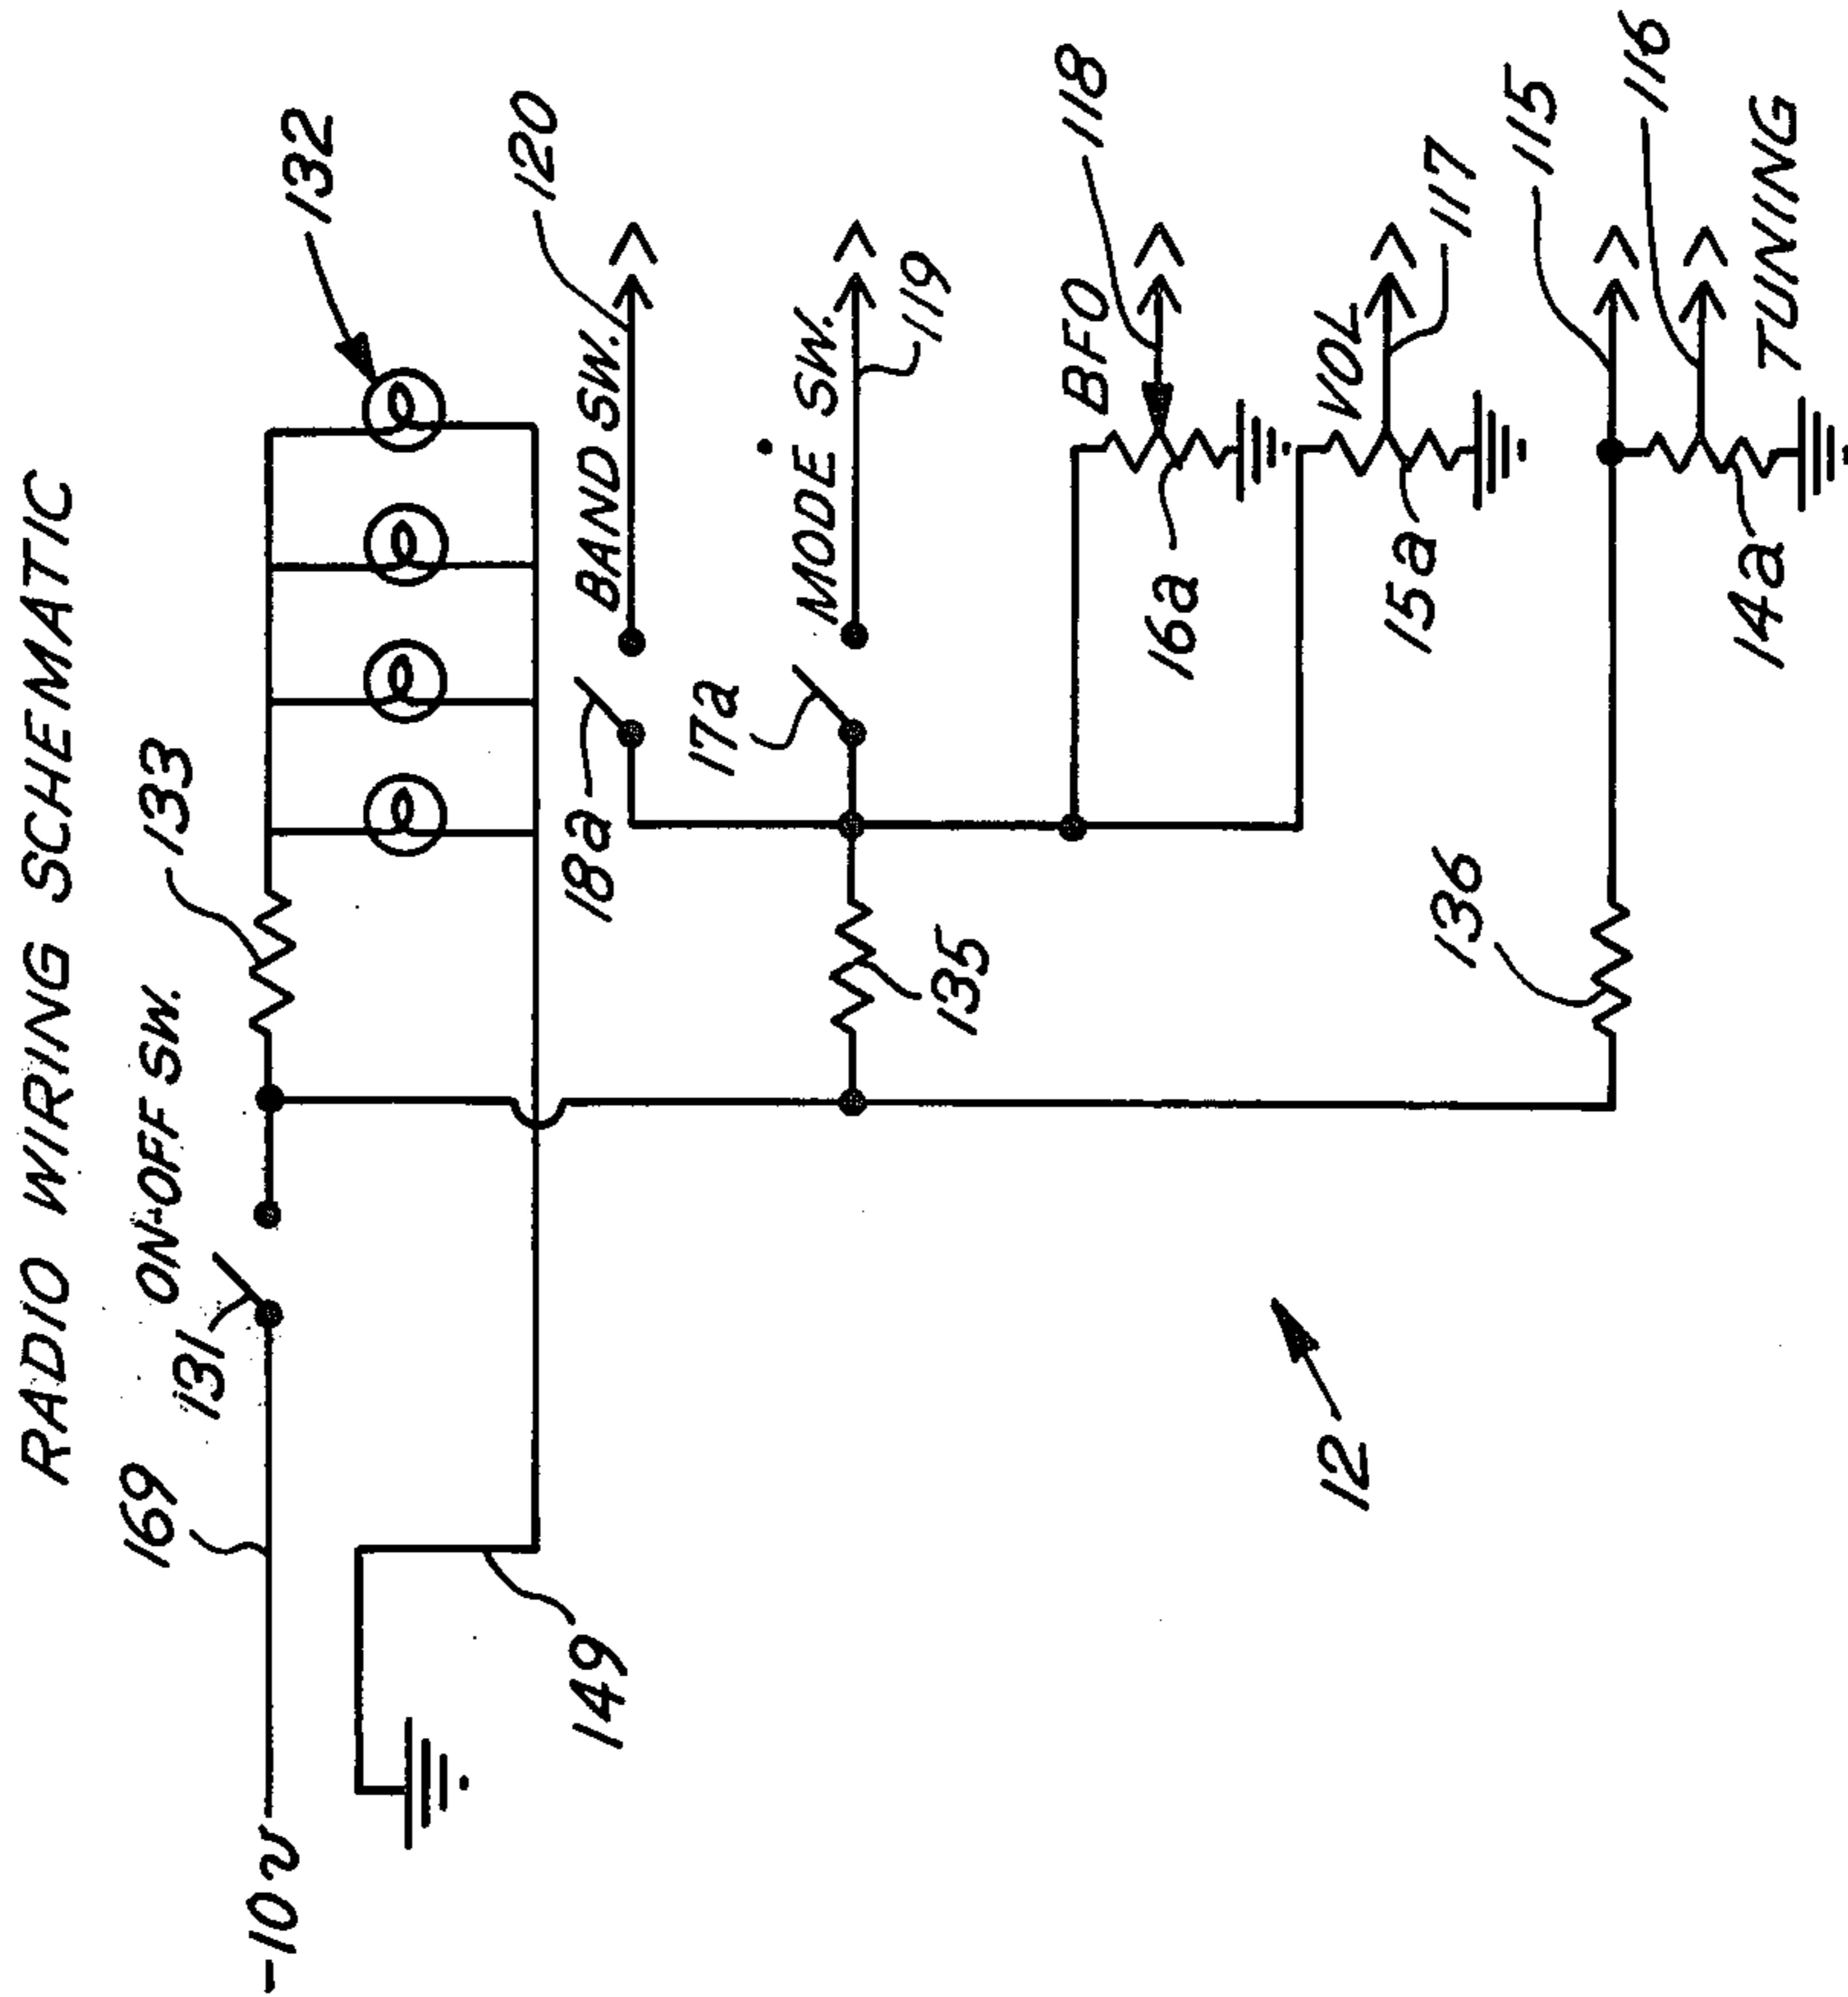 RADIO WIRING SCHEMATIC
169
131
ON-OFF SW.
133
132
-10v
149
120
18a
BAND SW.
17a
MODE SW.
119
135
118
BFO
16a
VOL
117
15a
136
115
116
14a
TUNING
12